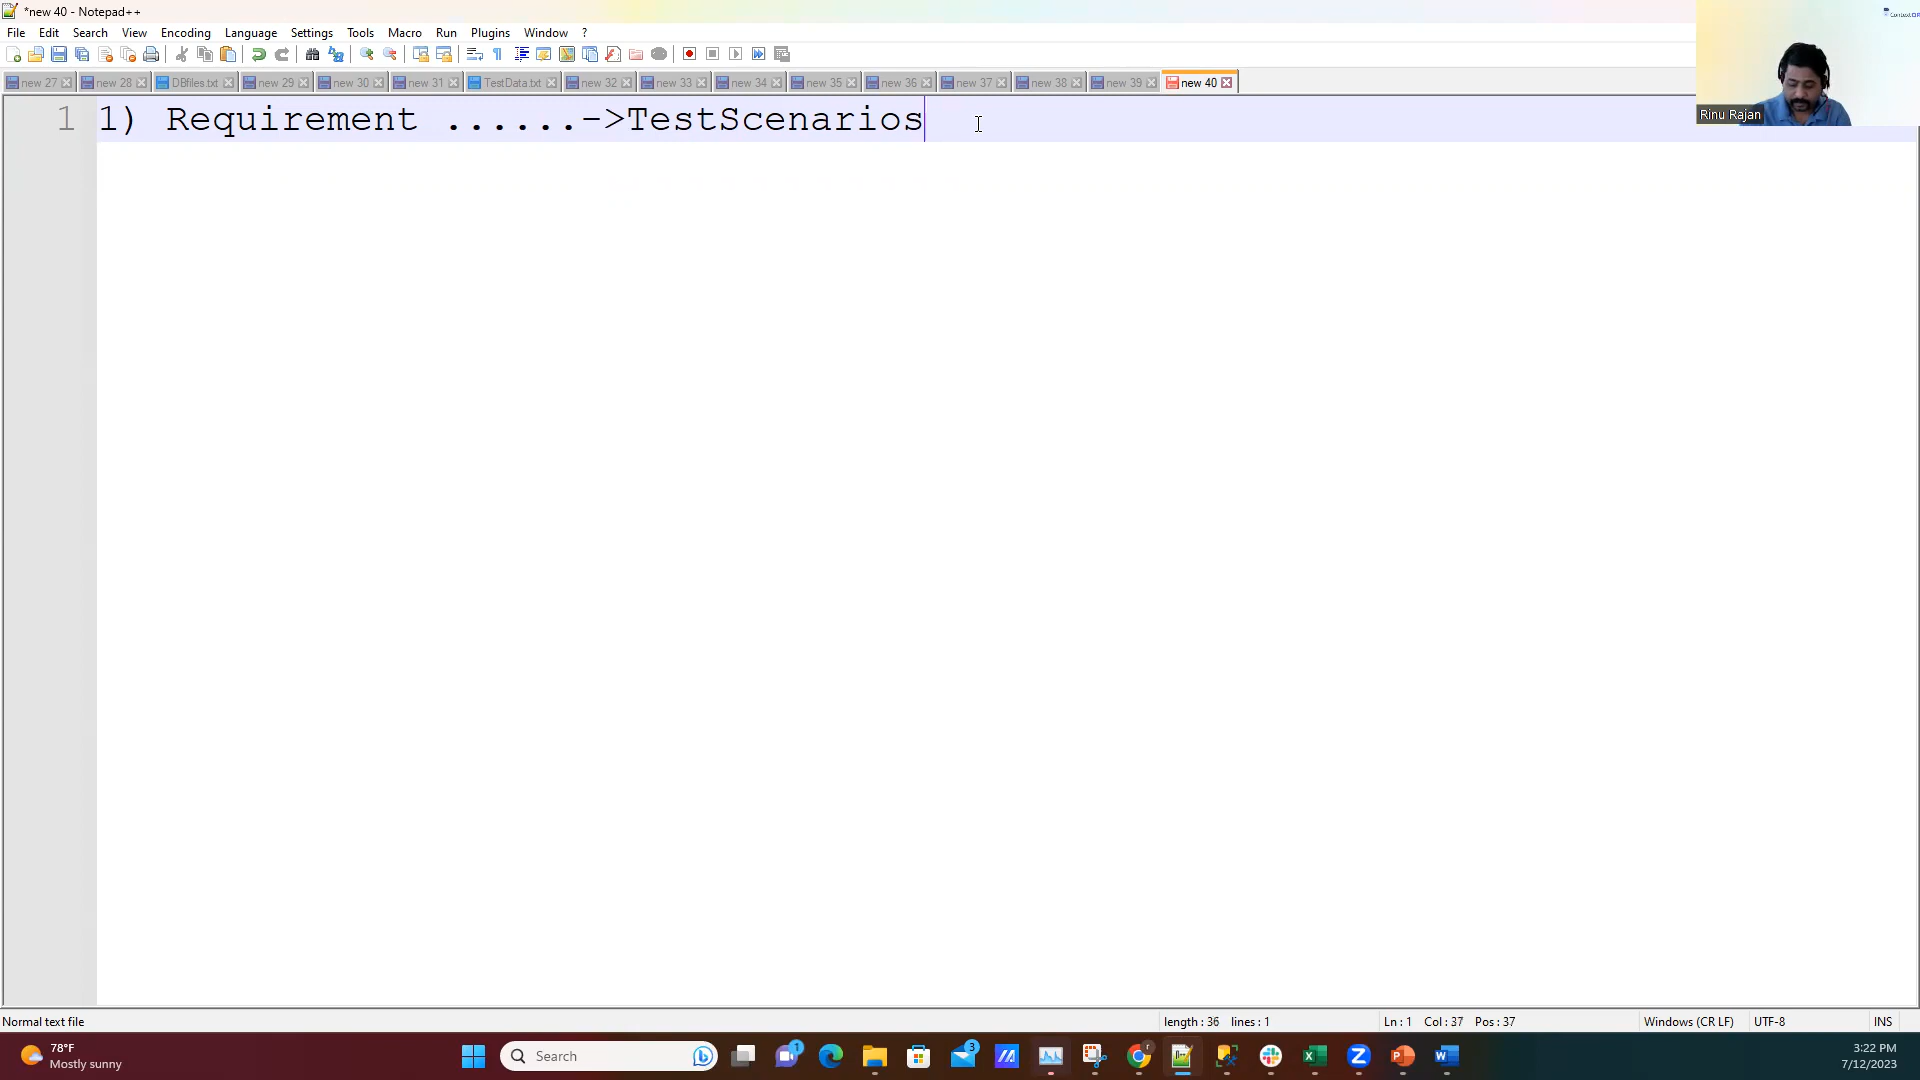 *new 40 - Notepad++
File Edit Search View Encoding Language Settings Tools Macro Run Plugins Window ?
new 27 new 28 DBfiles.txt new 29 new 30 new 31 TestData.txt new 32 new 33 new 34 new 35 new 36 new 37 new 38 new 39 new 40
Rinu Rajan
1 1) Requirement ......->TestScenarios
Normal text file length : 36 lines : 1 Ln : 1 Col : 37 Pos : 37 Windows (CR LF) UTF-8 INS
78°F
Mostly sunny
Search
1
3
3:22 PM
7/12/2023